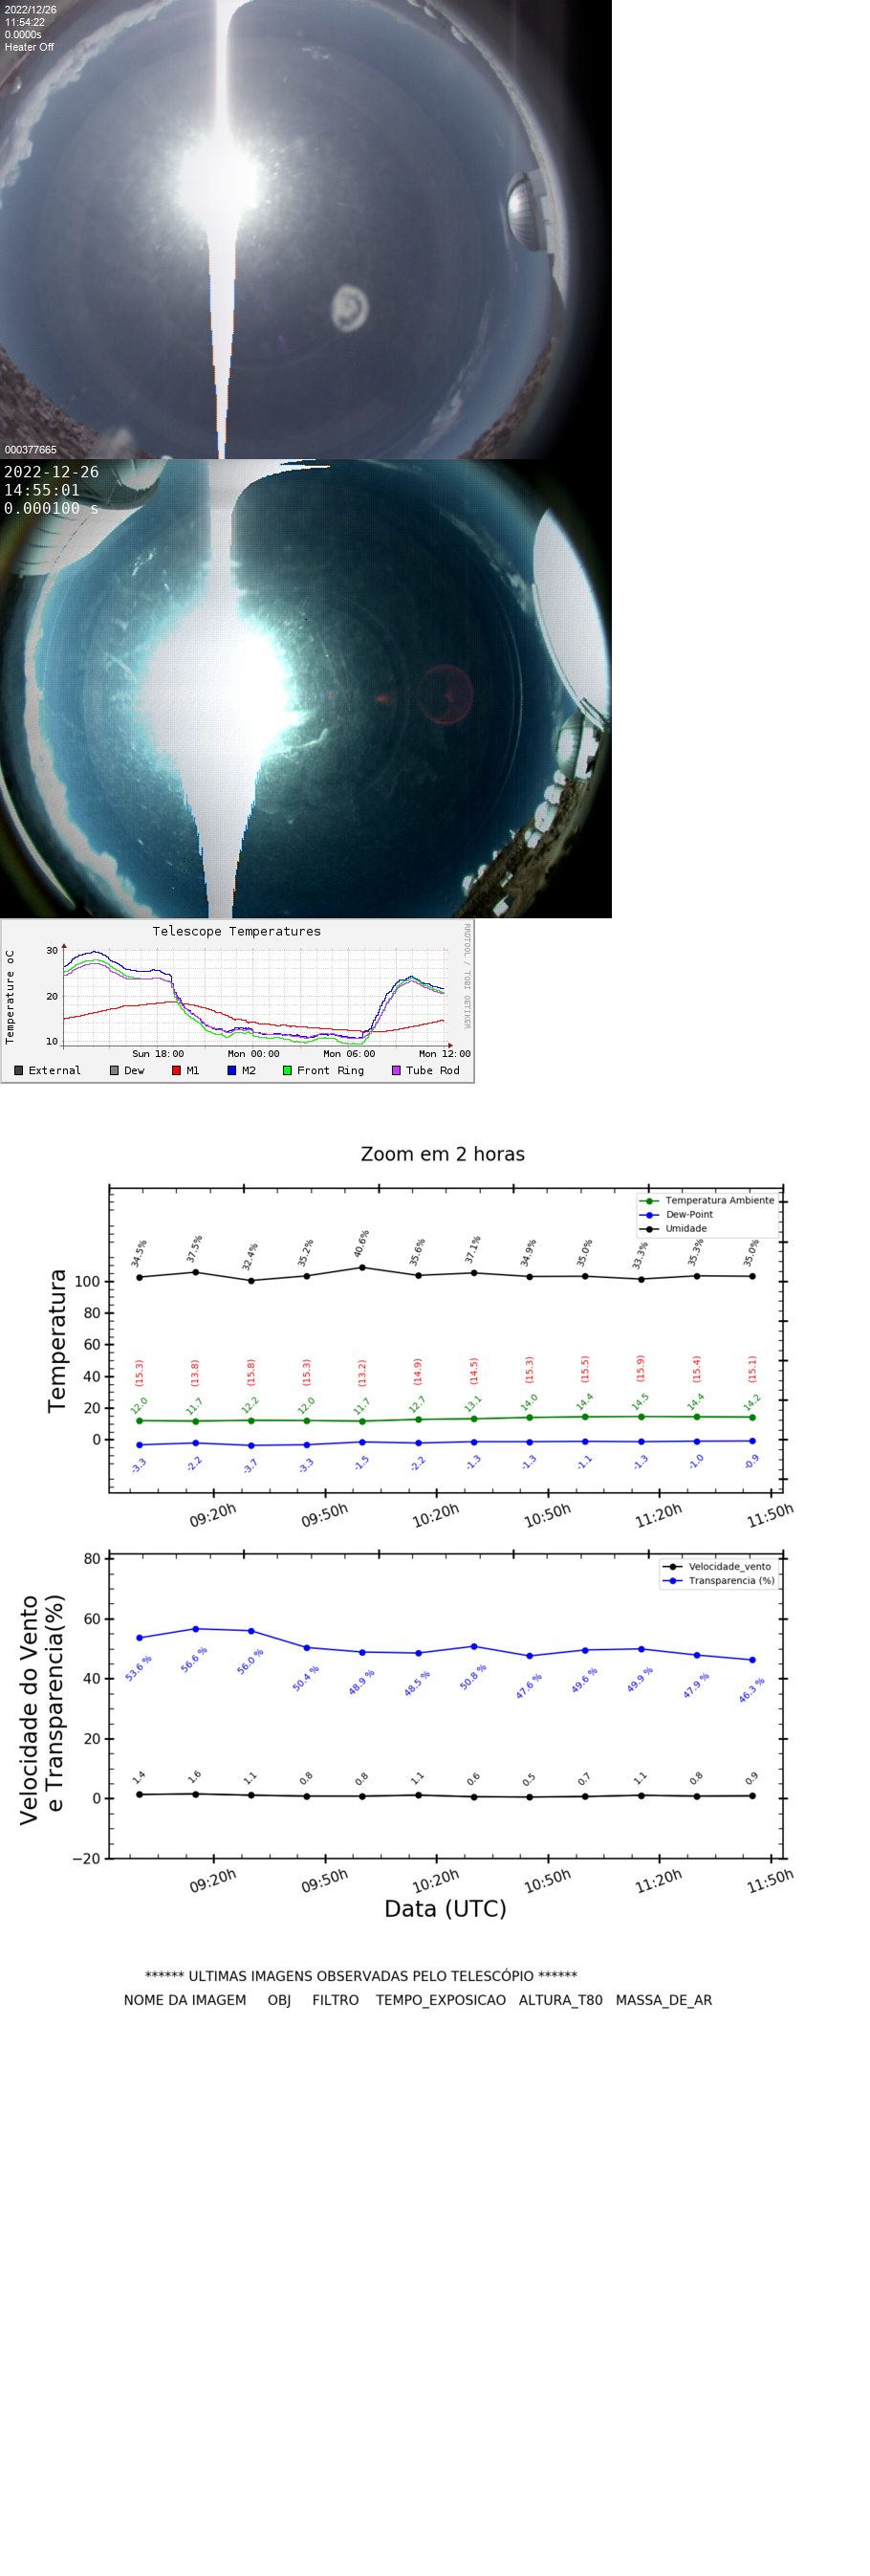 2022/12/26
11:54:22
0.0000s
Heater Off
000377665
2022-12-26
14:55:01
0.000100 s
Telescope Temperatures
RRDTOOL / TOBI OETIKER
Temperature oC
30
20
10
Sun 18:00 Mon 00:00 Mon 06:00 Mon 12:00
External Dew M1 M2 Front Ring Tube Rod
Zoom em 2 horas
Temperatura Ambiente
Dew-Point
Umidade
34.5% 37.5% 32.4% 35.2% 40.6% 35.6% 37.1% 34.9% 35.0% 33.3% 35.3% 35.0%
Temperatura
100
80
60
40
20
0
(15.3) (13.8) (15.8) (15.3) (13.2) (14.9) (14.5) (15.3) (15.5) (15.9) (15.4) (15.1)
12.0 11.7 12.2 12.0 11.7 12.7 13.1 14.0 14.4 14.5 14.4 14.2
-3.3 -2.2 -3.7 -3.3 -1.5 -2.2 -1.3 -1.3 -1.1 -1.3 -1.0 -0.9
09:20h 09:50h 10:20h 10:50h 11:20h 11:50h
Velocidade_vento
Transparencia (%)
Velocidade do Vento
e Transparencia(%)
80
60
40
20
0
−20
53.6 % 56.6 % 56.0 % 50.4 % 48.9 % 48.5 % 50.8 % 47.6 % 49.6 % 49.9 % 47.9 % 46.3 %
1.4 1.6 1.1 0.8 0.8 1.1 0.6 0.5 0.7 1.1 0.8 0.9
09:20h 09:50h 10:20h 10:50h 11:20h 11:50h
Data (UTC)
****** ULTIMAS IMAGENS OBSERVADAS PELO TELESCÓPIO ******
NOME DA IMAGEM OBJ FILTRO TEMPO_EXPOSICAO ALTURA_T80 MASSA_DE_AR